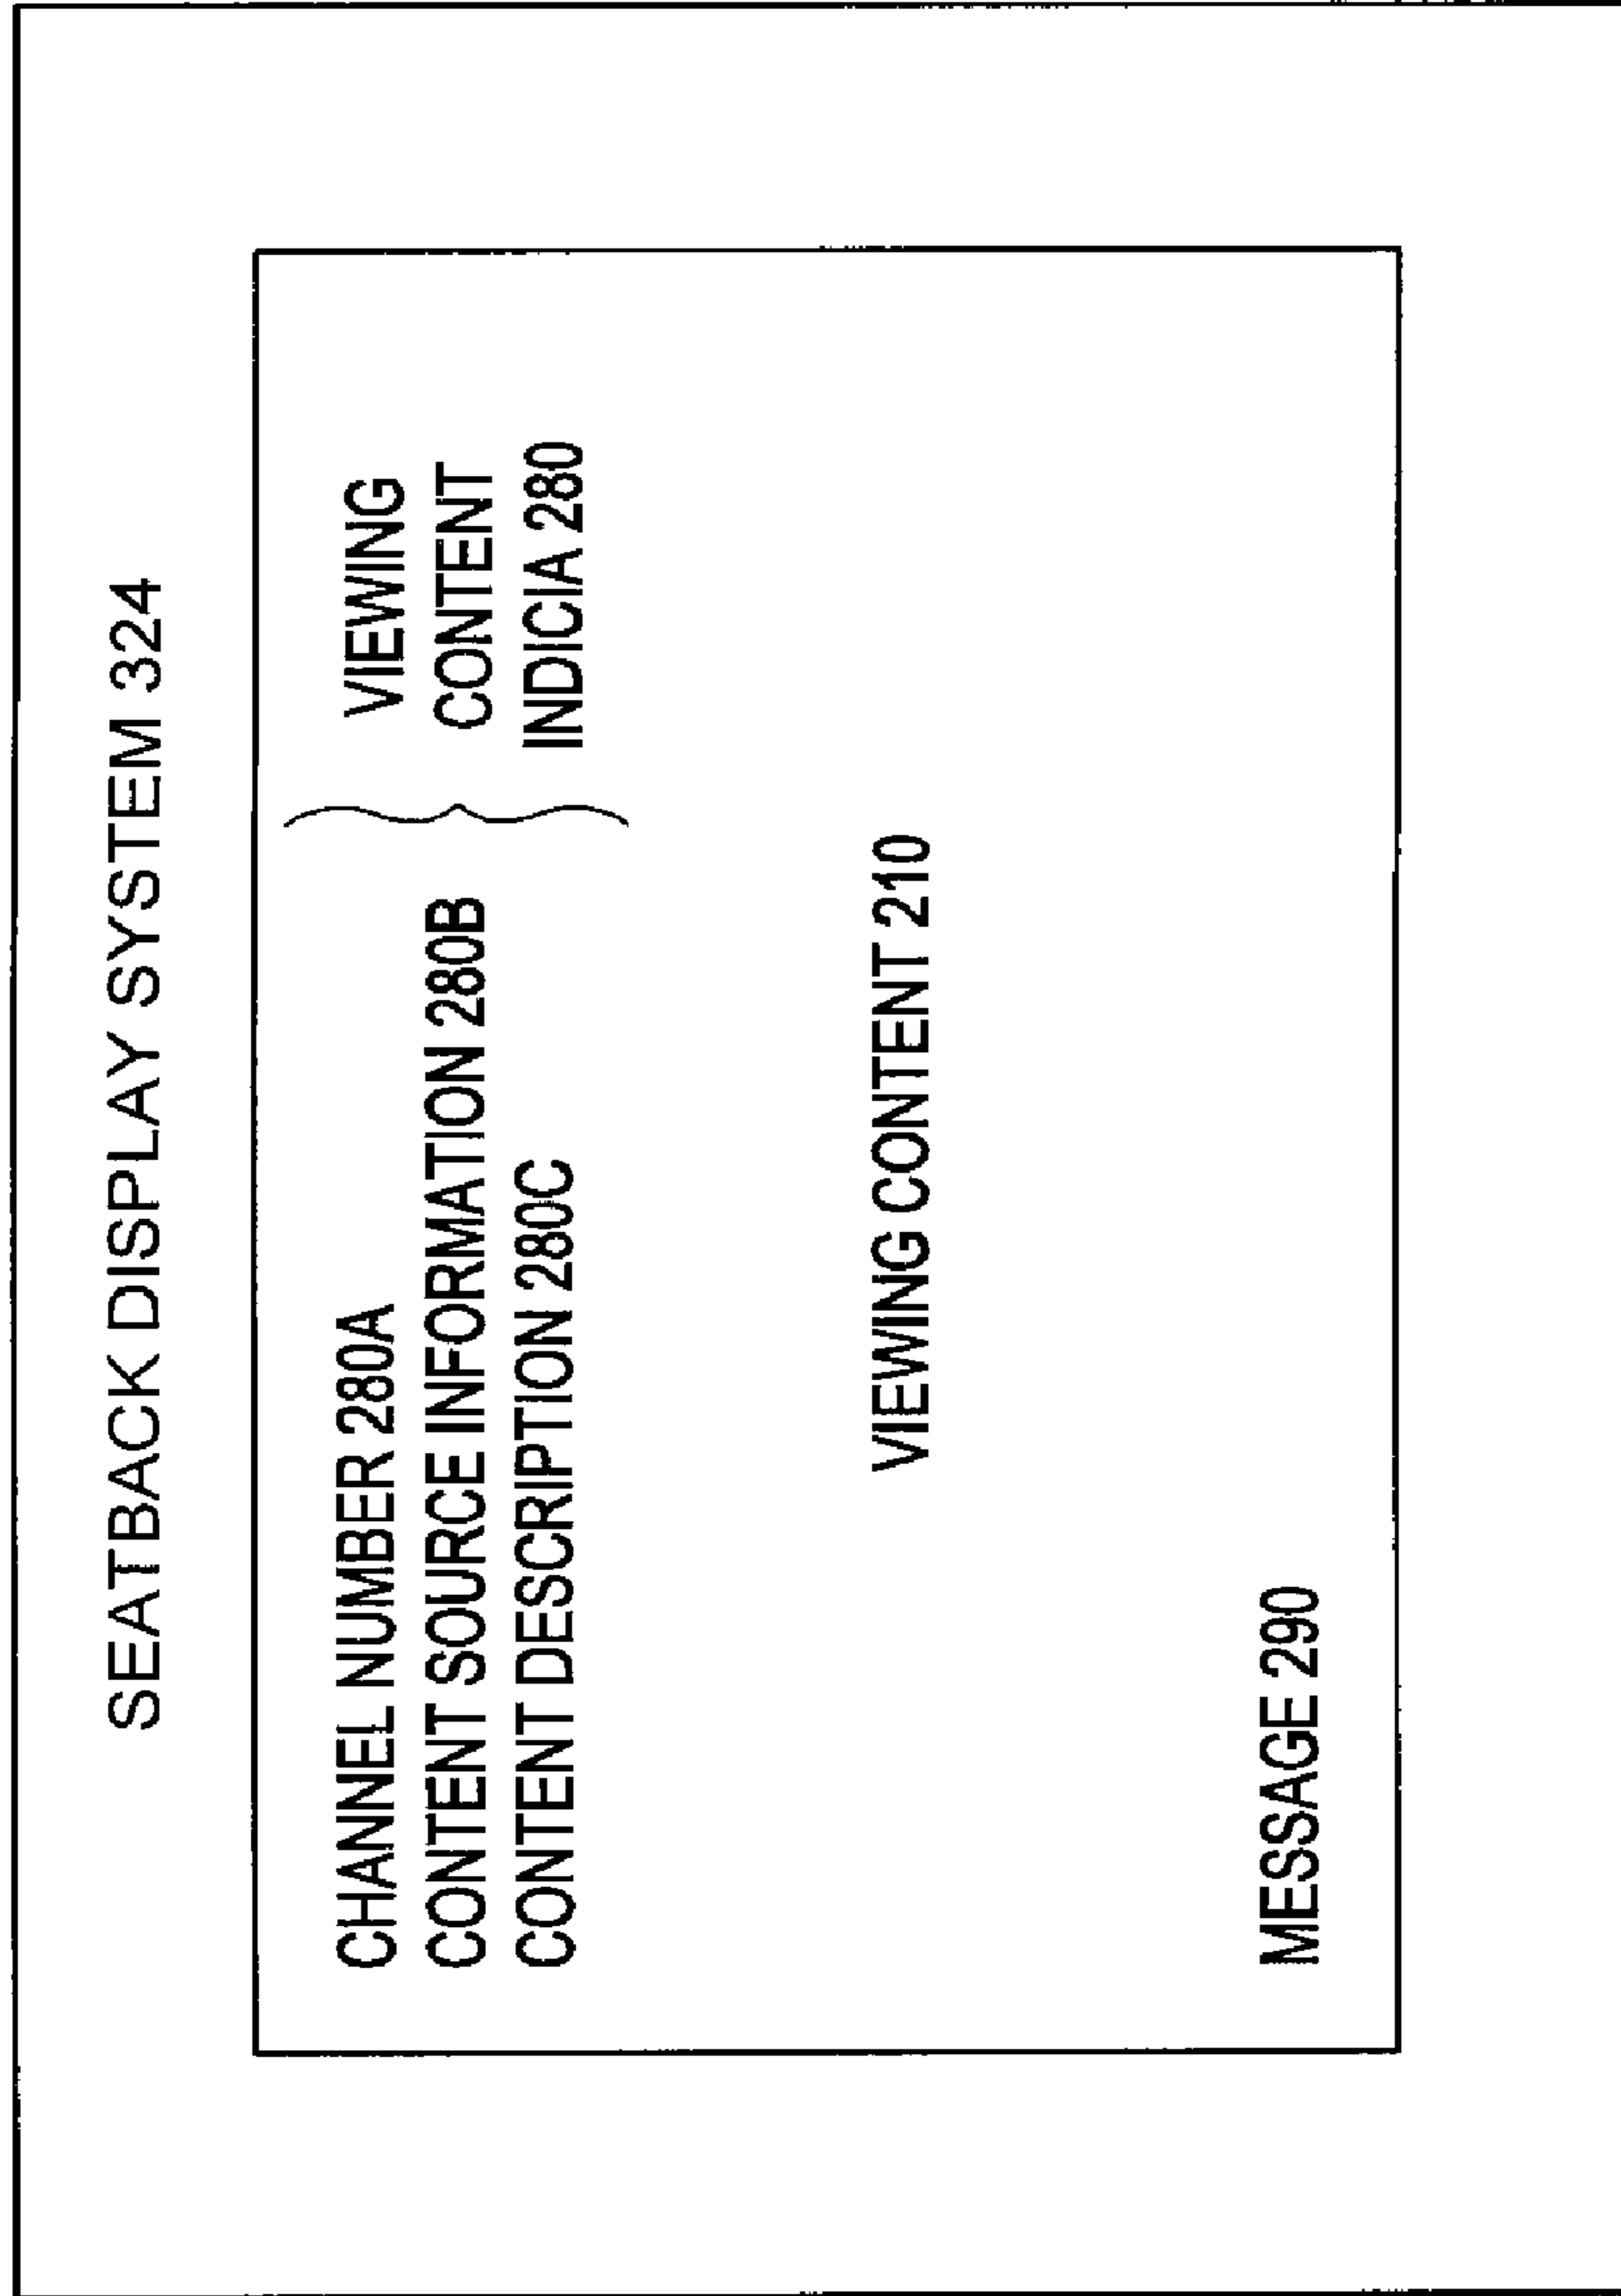 SEATBACK DISPLAY SYSTEM 324
CHANNEL NUMBER 280A
CONTENT SOURCE INFORMATION 280B
CONTENT DESCRIPTION 280C
VIEWING
CONTENT
INDICIA 280
VIEWING CONTENT 210
MESSAGE 290